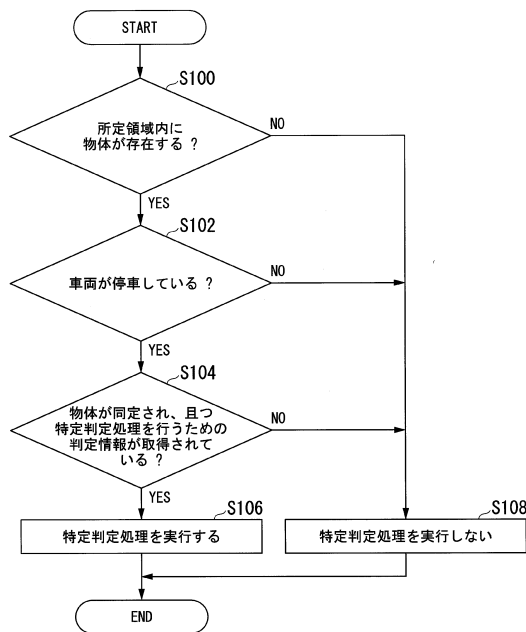 START
S100
所定領域内に
物体が存在する ?
NO
YES
S102
車両が停車している ?
NO
YES
S104
物体が同定され、且つ
特定判定処理を行うための
判定情報が取得されて
いる ?
NO
YES
S106
特定判定処理を実行する
S108
特定判定処理を実行しない
END